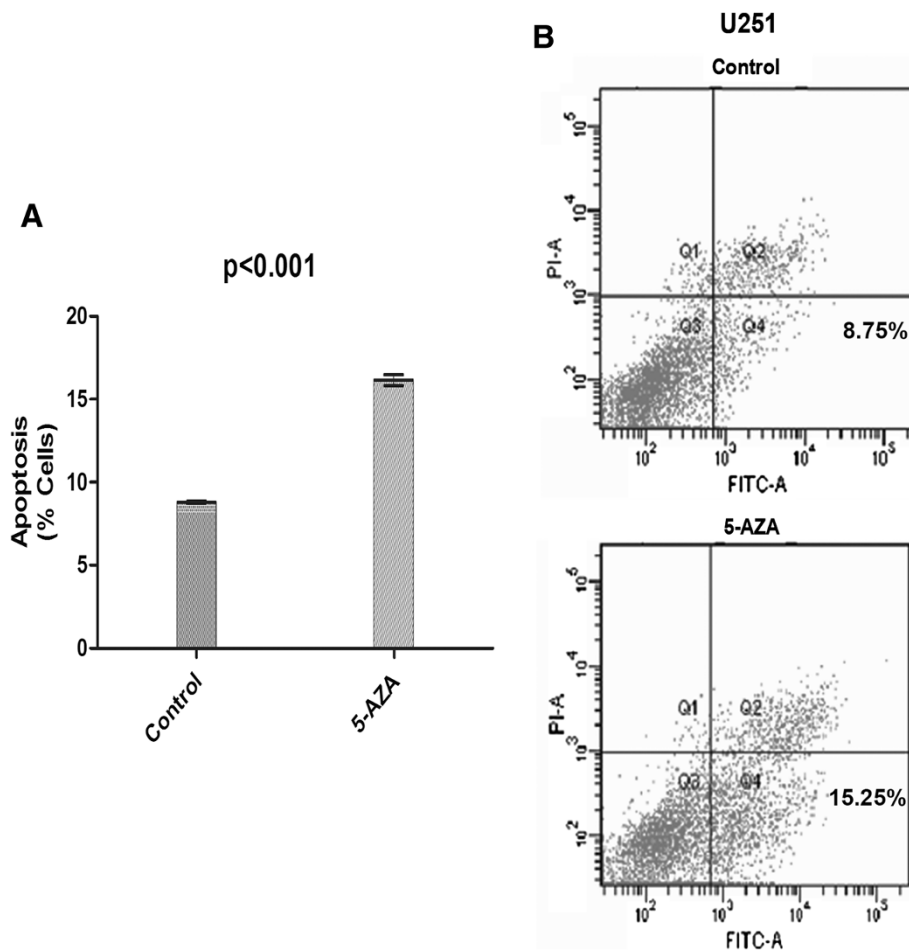 A
p<0.001
Apoptosis
(% Cells)
20
15
10
5
0
Control
5-AZA
B
U251
Control
PI-A
10^5
10^4
10^3
10^2
Q1
Q2
Q3
Q4
8.75%
10^2
10^3
10^4
10^5
FITC-A
5-AZA
PI-A
10^5
10^4
10^3
10^2
Q1
Q2
Q3
Q4
15.25%
10^2
10^3
10^4
10^5
FITC-A